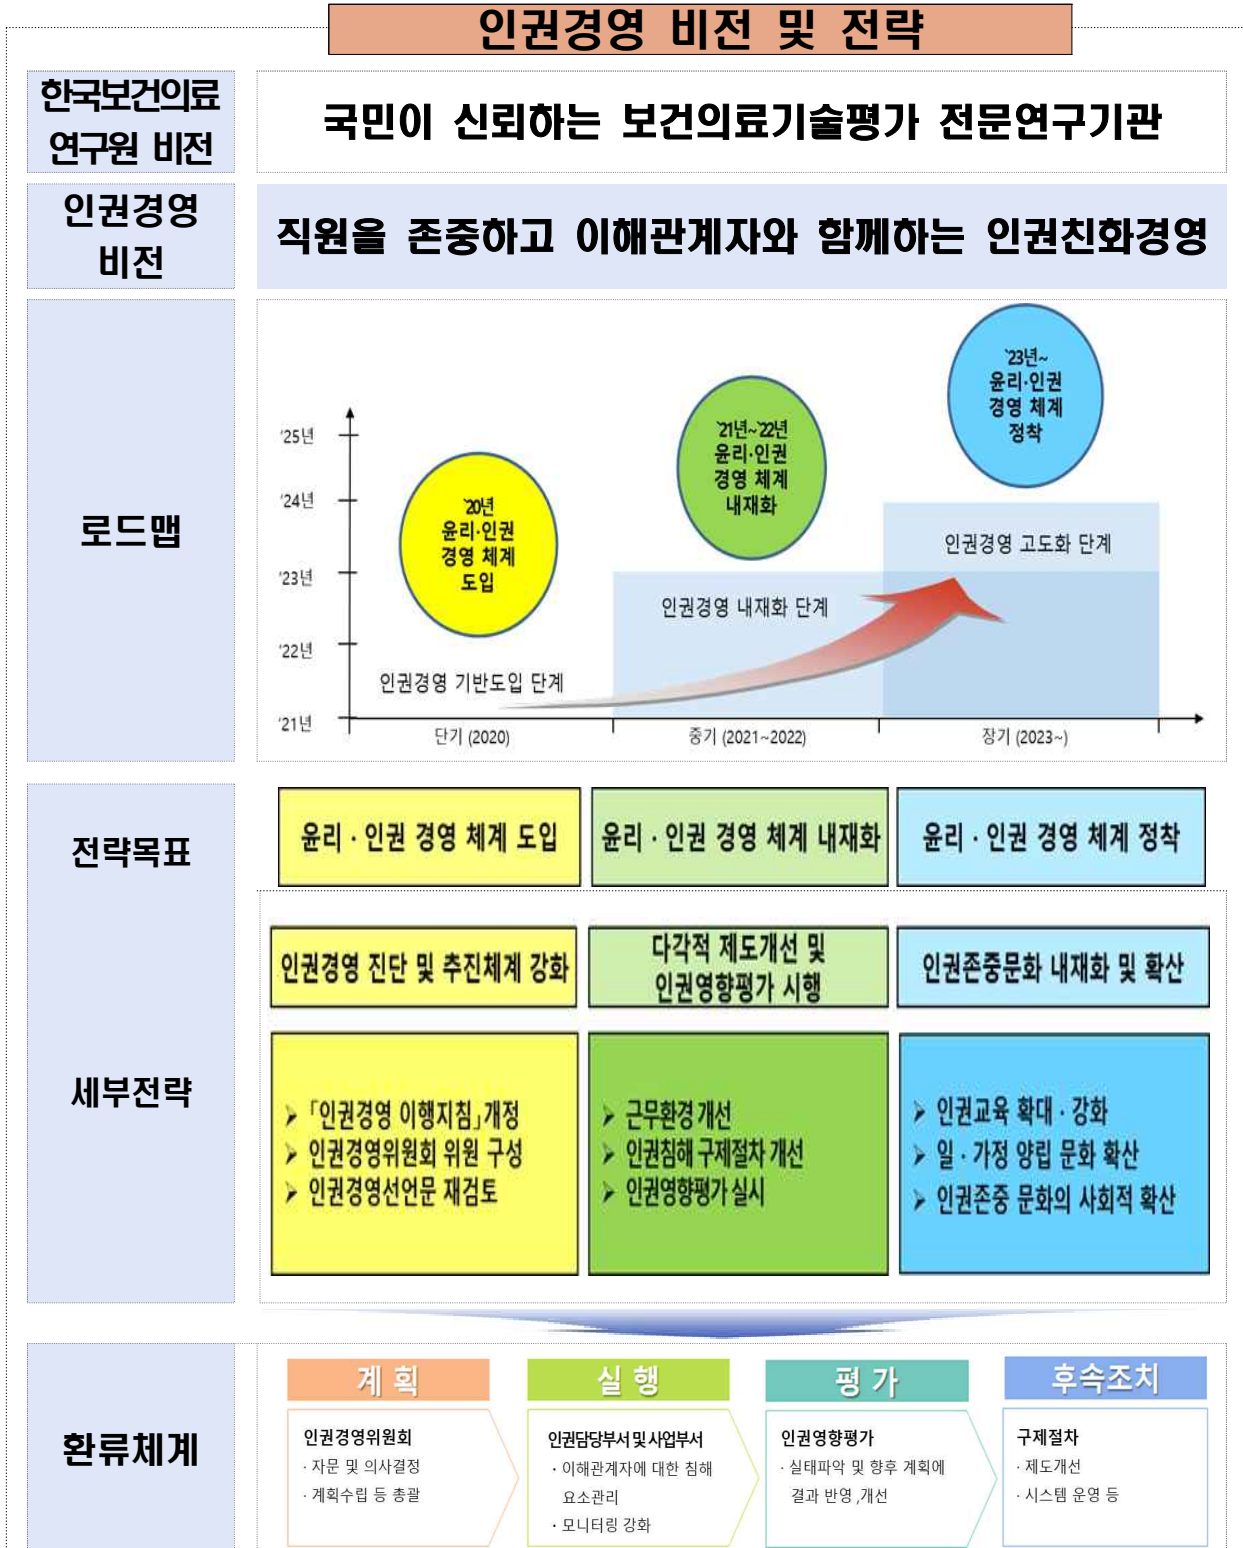 인권경영 비전 및 전략
한국보건의료
연구원 비전
국민이 신뢰하는 보건의료기술평가 전문연구기관
인권경영
비전
직원을 존중하고 이해관계자와 함께하는 인권친화경영
로드맵
'25년
'24년
'23년
'22년
'21년
`20년
윤리·인권
경영 체계
도입
`21년~`22년
윤리·인권
경영 체계
내재화
`23년~
윤리·인권
경영 체계
정착
인권경영 기반도입 단계
인권경영 내재화 단계
인권경영 고도화 단계
단기 (2020)
중기 (2021~2022)
장기 (2023~)
전략목표
윤리 · 인권 경영 체계 도입
윤리 · 인권 경영 체계 내재화
윤리 · 인권 경영 체계 정착
세부전략
인권경영 진단 및 추진체계 강화
다각적 제도개선 및
인권영향평가 시행
인권존중문화 내재화 및 확산
➢ 「인권경영 이행지침」개정
➢ 인권경영위원회 위원 구성
➢ 인권경영선언문 재검토
➢ 근무환경 개선
➢ 인권침해 구제절차 개선
➢ 인권영향평가 실시
➢ 인권교육 확대 · 강화
➢ 일 · 가정 양립 문화 확산
➢ 인권존중 문화의 사회적 확산
환류체계
계 획
인권경영위원회
· 자문 및 의사결정
· 계획수립 등 총괄
실 행
인권담당부서 및 사업부서
· 이해관계자에 대한 침해
요소관리
· 모니터링 강화
평 가
인권영향평가
· 실태파악 및 향후 계획에
결과 반영 ,개선
후속조치
구제절차
· 제도개선
· 시스템 운영 등